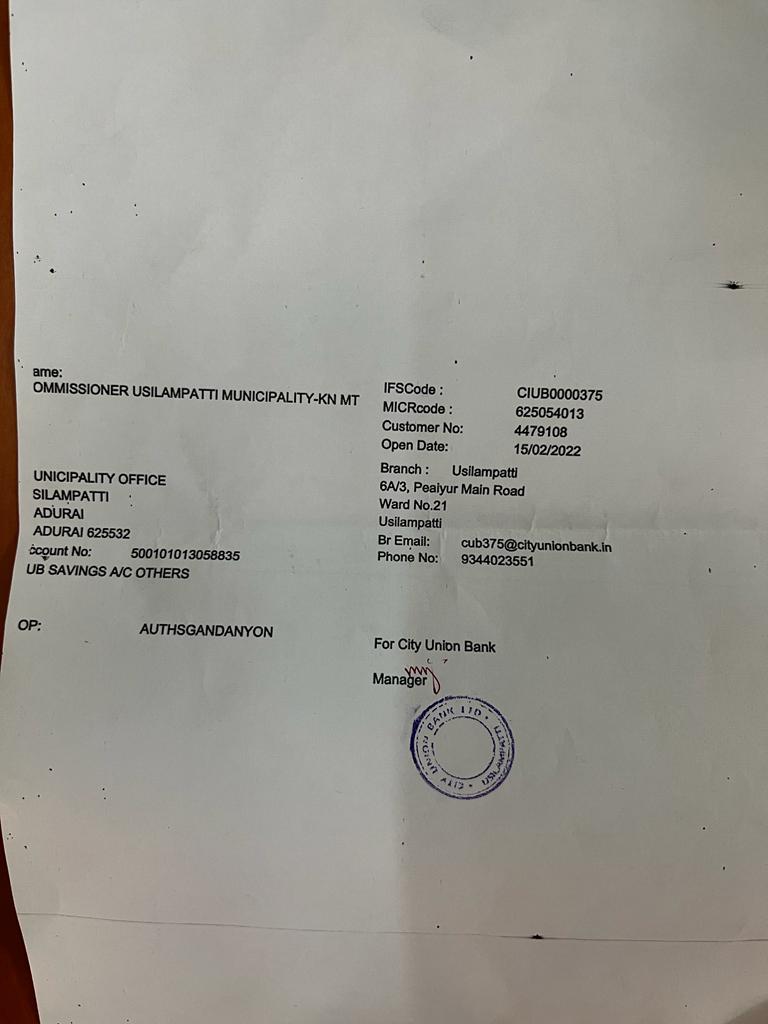 ame:
OMMISSIONER USILAMPATTI MUNICIPALITY-KN MT
UNICIPALITY OFFICE
SILAMPATTI :
ADURAI
ADURAI 625532
ccount No: 500101013058835
UB SAVINGS A/C OTHERS
OP: AUTHSGANDANYON
IFSCode : CIUB0000375
MICRcode : 625054013
Customer No: 4479108
Open Date: 15/02/2022
Branch : Usilampatti
6A/3, Peaiyur Main Road
Ward No.21
Usilampatti
Br Email: cub375@cityunionbank.in
Phone No: 9344023551
For City Union Bank
Manager
CITY UNION BANK LTD * USILAMPATTI *